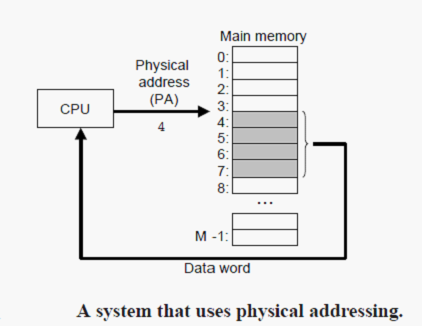 Main memory
Physical
address
(PA)
CPU
4
0:
1:
2:
3:
4:
5:
6:
7:
8:
...
M -1:
Data word
A system that uses physical addressing.